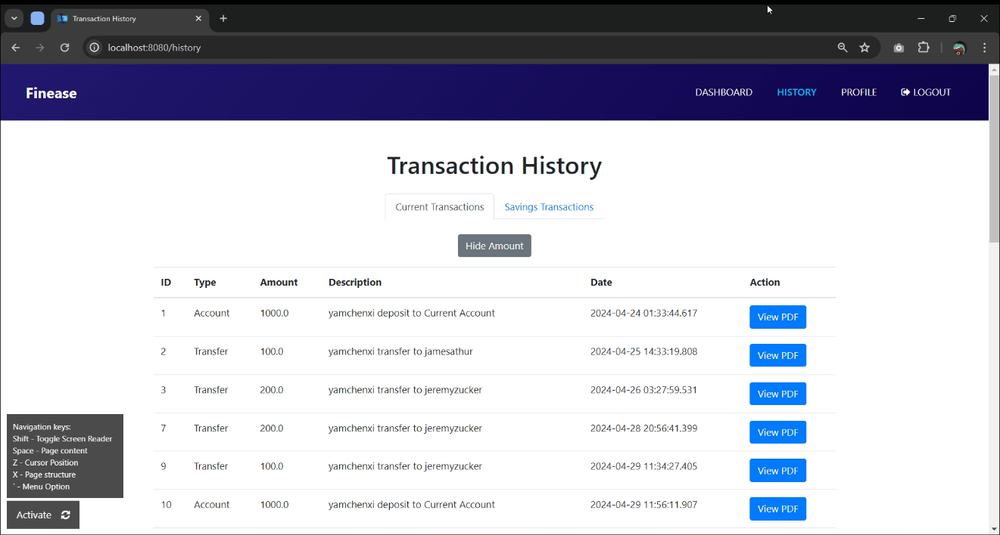 Transaction History
localhost:8080/history
Finease
DASHBOARD HISTORY PROFILE LOGOUT
Transaction History
Current Transactions Savings Transactions
Hide Amount
ID Type Amount Description Date Action
1 Account 1000.0 yamchenxi deposit to Current Account 2024-04-24 01:33:44.617 View PDF
2 Transfer 100.0 yamchenxi transfer to jamesathur 2024-04-25 14:33:19.808 View PDF
3 Transfer 200.0 yamchenxi transfer to jeremyzucker 2024-04-26 03:27:59.531 View PDF
7 Transfer 200.0 yamchenxi transfer to jeremyzucker 2024-04-28 20:56:41.399 View PDF
9 Transfer 100.0 yamchenxi transfer to jeremyzucker 2024-04-29 11:34:27.405 View PDF
10 Account 1000.0 yamchenxi deposit to Current Account 2024-04-29 11:56:11.907 View PDF
Navigation keys:
Shift - Toggle Screen Reader
Space - Page content
Z - Cursor Position
X - Page structure
` - Menu Option
Activate